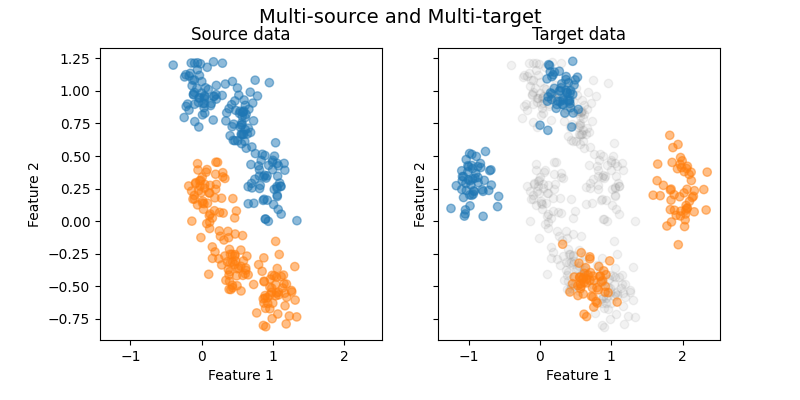 Multi-source and Multi-target
Source data
Target data
1.25
1.00
0.75
0.50
0.25
0.00
−0.25
−0.50
−0.75
Feature 2
Feature 2
−1 0 1 2
−1 0 1 2
Feature 1
Feature 1